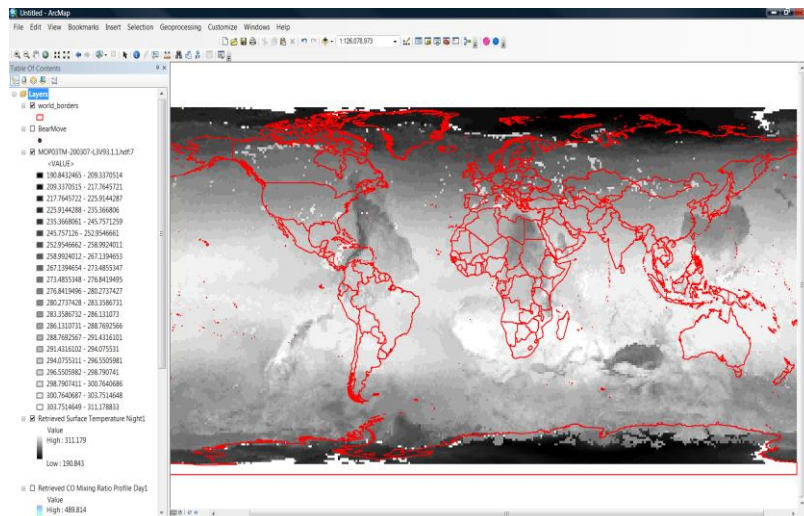 Untitled - ArcMap
File Edit View Bookmarks Insert Selection Geoprocessing Customize Windows Help
1:126,078,973
Table Of Contents
Layers
world_borders
BearMove
MOP03TM-200307-L3V93.1.1.hdf:7
<VALUE>
190.8432465 - 209.3370514
209.3370515 - 217.7645721
217.7645722 - 225.9144287
225.9144288 - 235.366806
235.3668061 - 245.7571259
245.757126 - 252.9546661
252.9546662 - 258.9924011
258.9924012 - 267.1394653
267.1394654 - 273.4855347
273.4855348 - 276.8419495
276.8419496 - 280.2737427
280.2737428 - 283.3586731
283.3586732 - 286.131073
286.1310731 - 288.7692566
288.7692567 - 291.4316101
291.4316102 - 294.075531
294.0755311 - 296.5505981
296.5505982 - 298.790741
298.7907411 - 300.7640686
300.7640687 - 303.7514648
303.7514649 - 311.178833
Retrieved Surface Temperature Night1
Value
High : 311.179
Low : 190.843
Retrieved CO Mixing Ratio Profile Day1
Value
High : 489.814